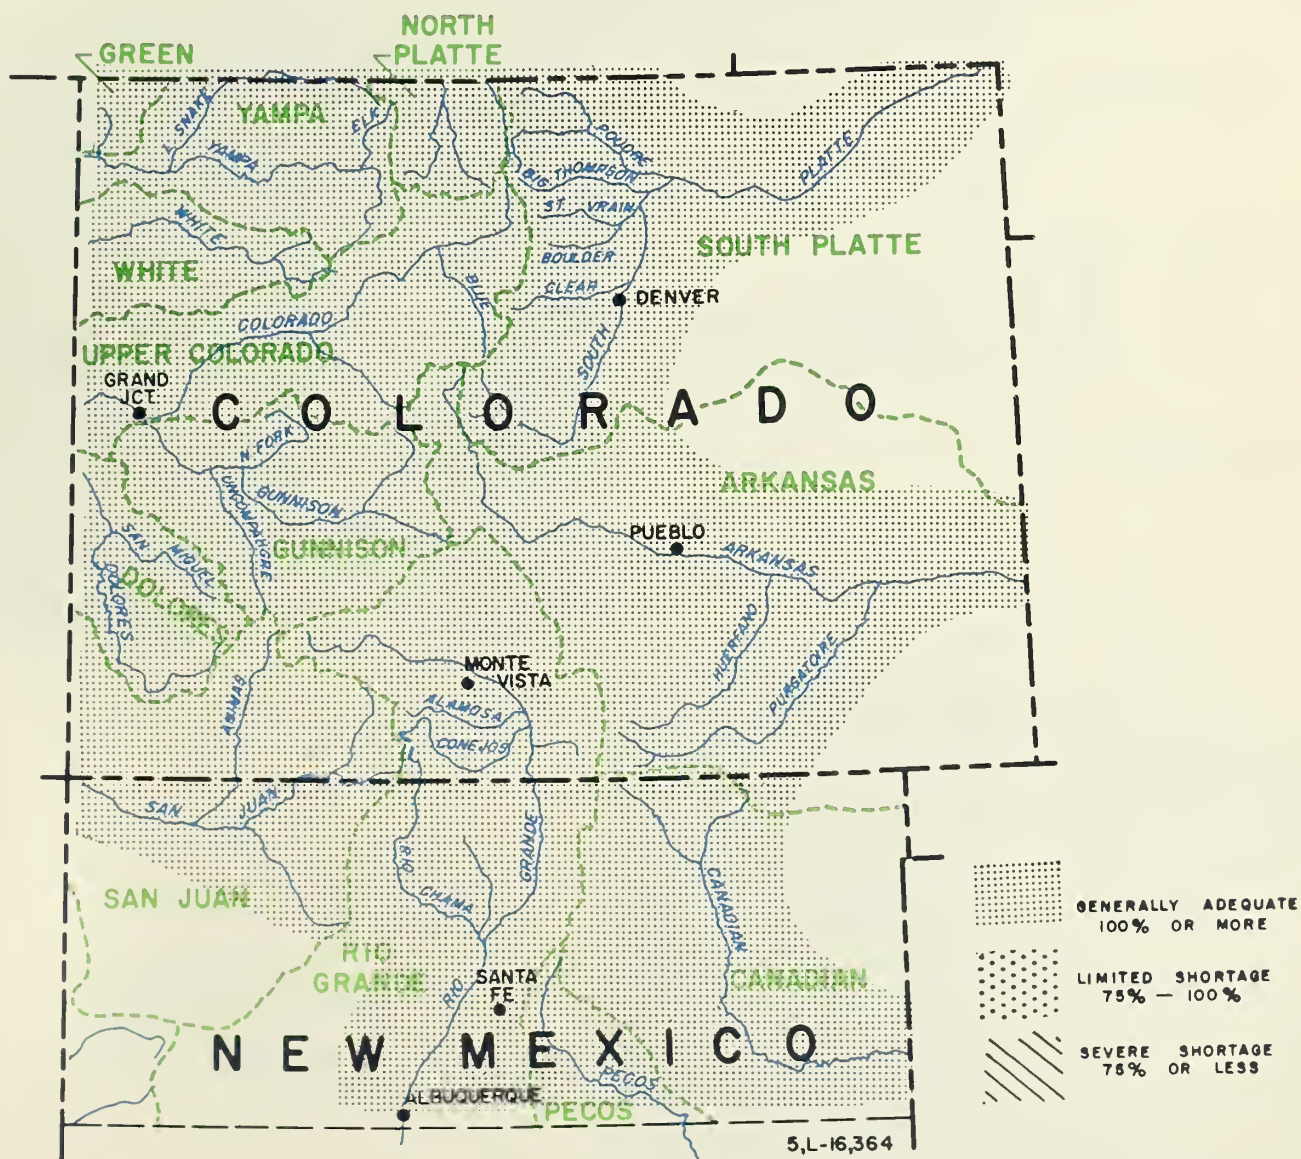 NORTH
PLATTE
GREEN
SNAKE
YAMPA
ELK
YAMPA
POUDRE
BIG THOMPSON
PLATTE
ST. VRAIN
WHITE
SOUTH PLATTE
BOULDER
WHITE
CLEAR
BLUE
DENVER
COLORADO
SOUTH
UPPER COLORADO
GRAND
JCT.
COLORADO
N FORK
ARKANSAS
UNCOMPAHGRE
GUNNISON
PUEBLO
SAN MIGUEL
GUNNISON
ARKANSAS
DOLORES
DOLORES
HUERFANO
PURGATOIRE
MONTE
VISTA
ANIMAS
ALAMOSA
CONEJOS
SAN JUAN
RIO
GRANDE
CHAMA
CANADIAN
SAN JUAN
RIO
GRANDE
SANTA
FE
RIO
CANADIAN
NEW MEXICO
PECOS
ALBUQUERQUE
PECOS
5,L-16,364
GENERALLY ADEQUATE
100% OR MORE
LIMITED SHORTAGE
75% — 100%
SEVERE SHORTAGE
75% OR LESS